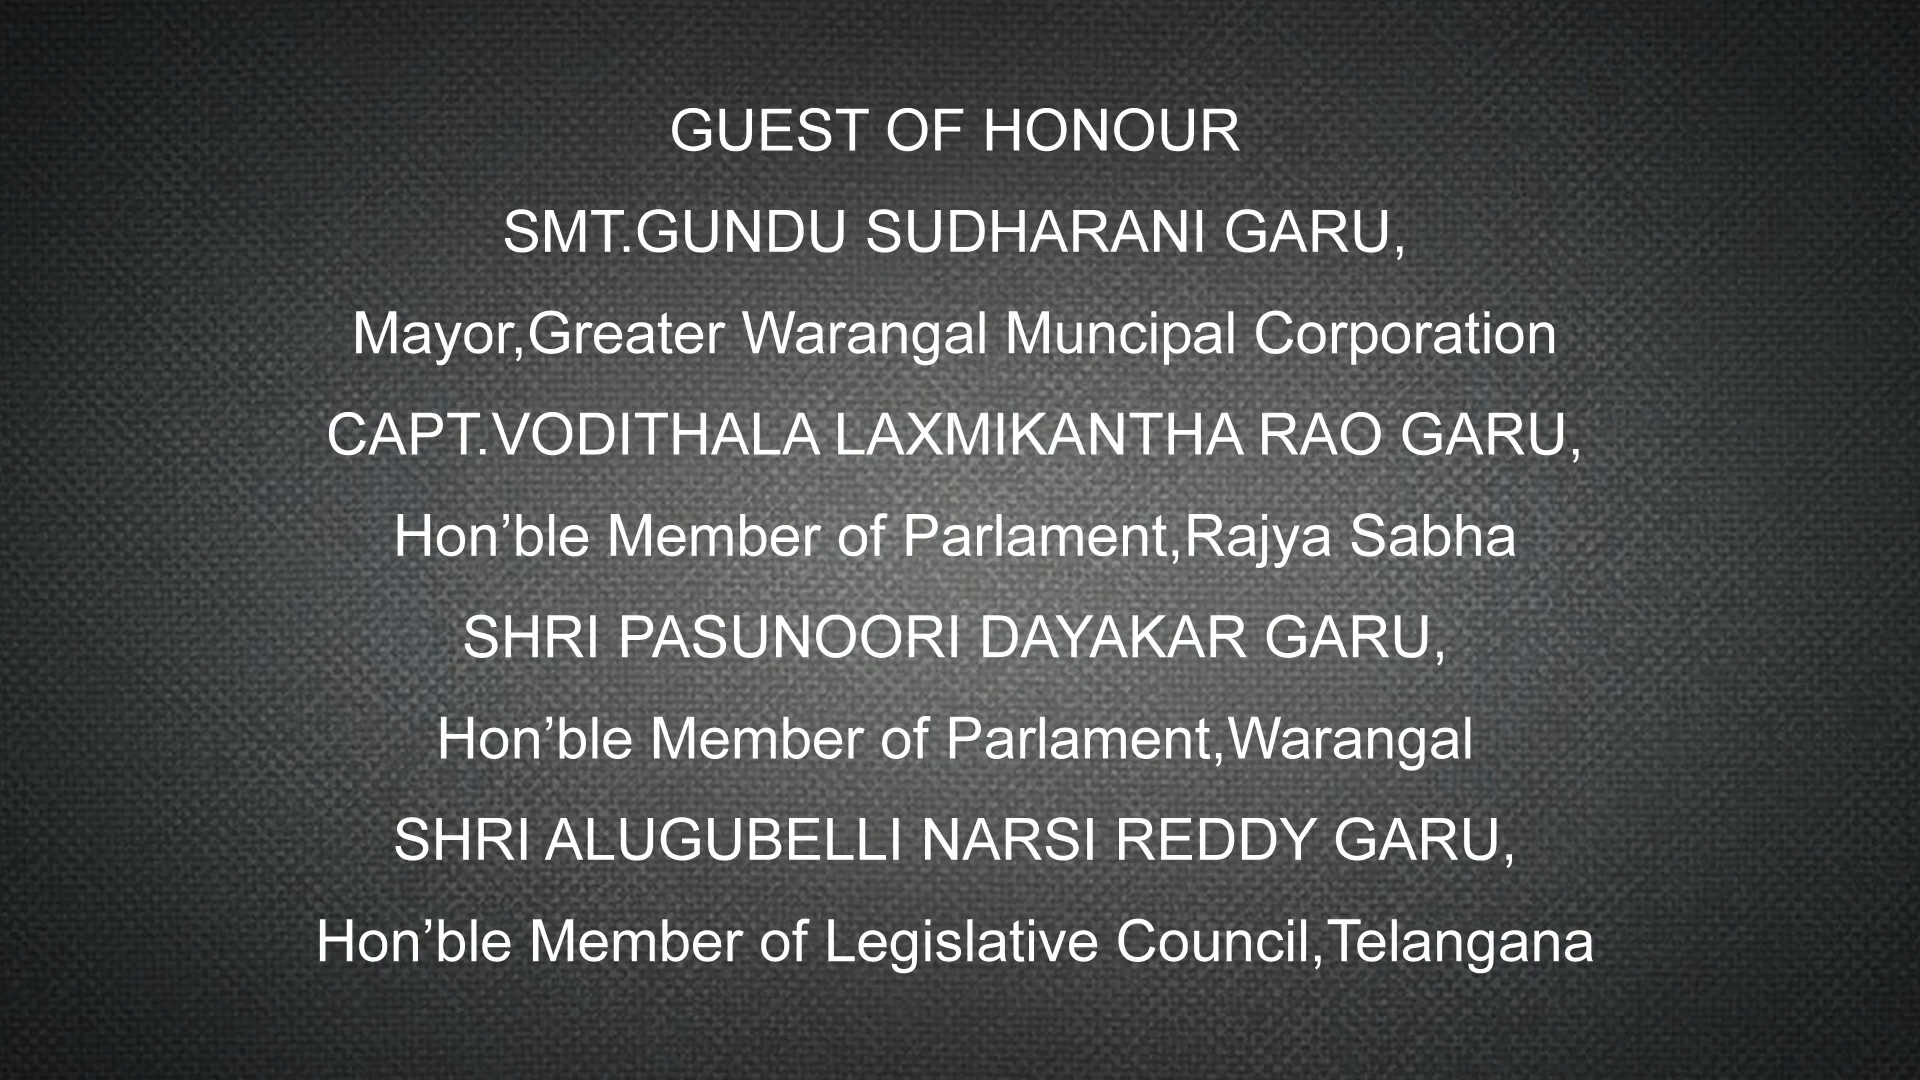 GUEST OF HONOUR
SMT.GUNDU SUDHARANI GARU,
Mayor,Greater Warangal Muncipal Corporation
CAPT.VODITHALA LAXMIKANTHA RAO GARU,
Hon’ble Member of Parlament,Rajya Sabha
SHRI PASUNOORI DAYAKAR GARU,
Hon’ble Member of Parlament,Warangal
SHRI ALUGUBELLI NARSI REDDY GARU,
Hon’ble Member of Legislative Council,Telangana